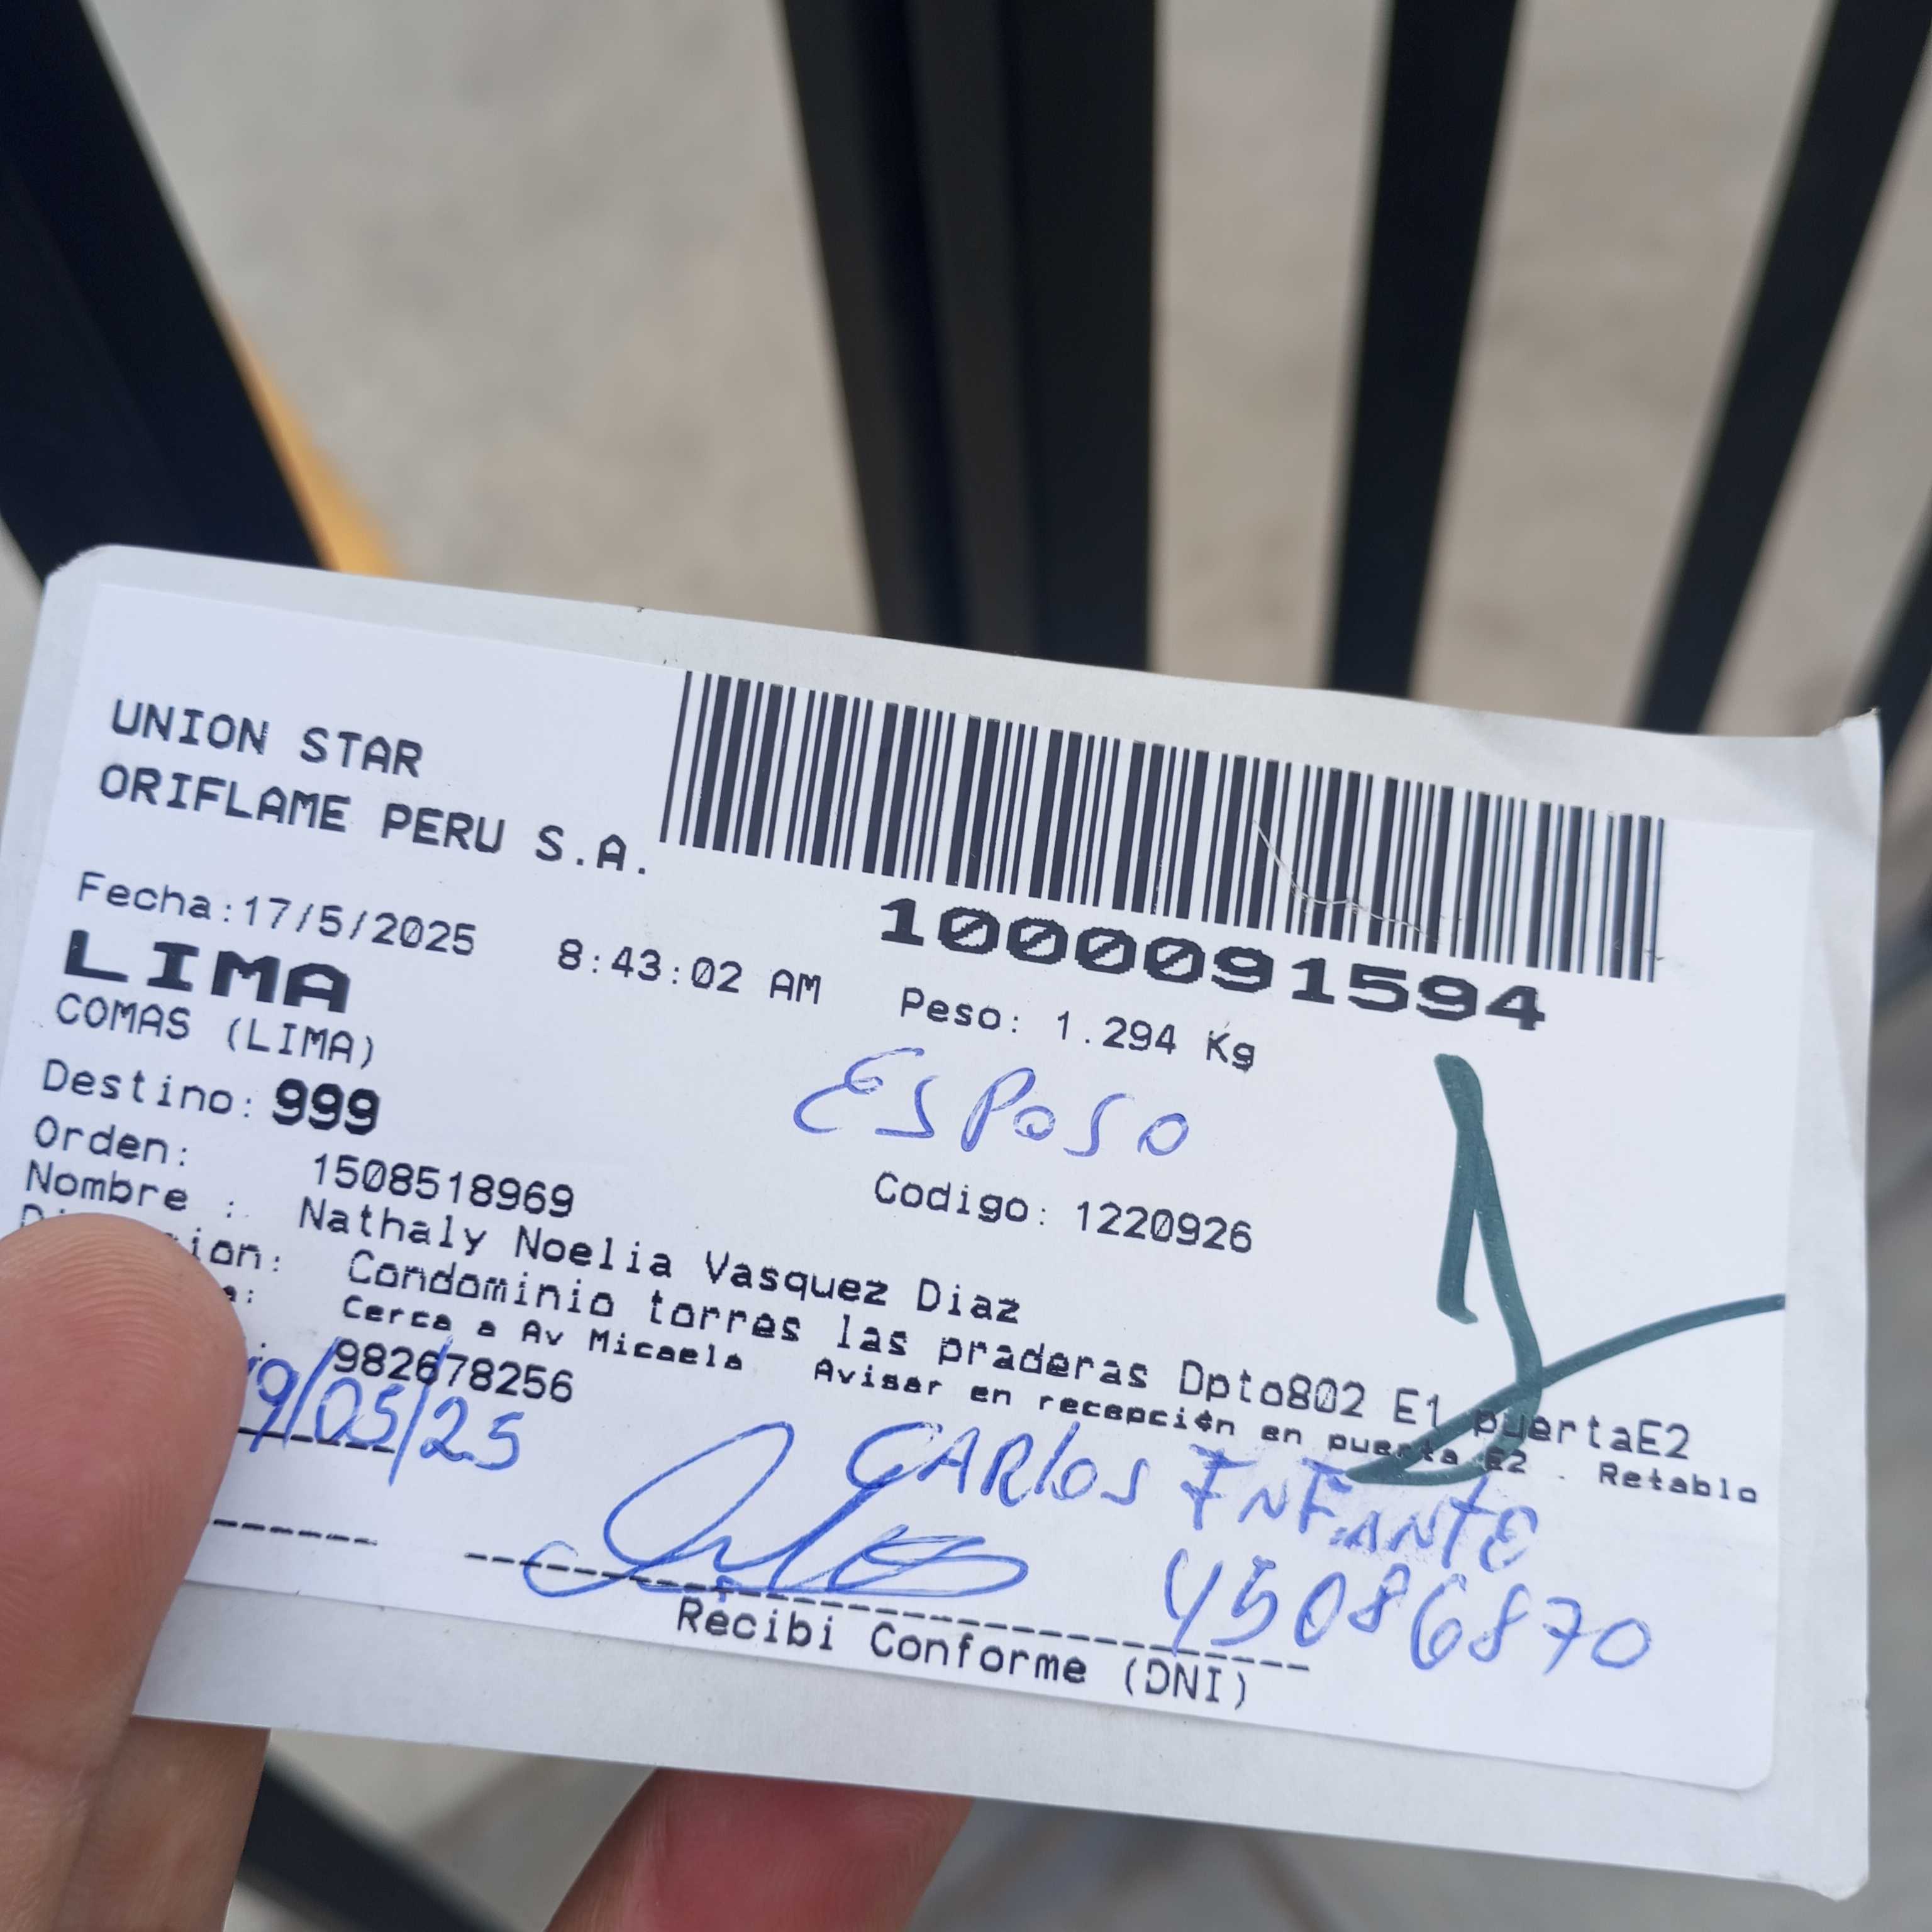 UNION STAR
ORIFLAME PERU S.A.
Fecha:17/5/2025 8:43:02 AM
1000091594
LIMA
Peso: 1.294 Kg
COMAS (LIMA)
ESPOSO
Destino: 999
Orden: 1508518969
Codigo: 1220926
Nombre : Nathaly Noelia Vasquez Diaz
ion: Condominio torres las praderas Dpto802 E1 puertaE2
a: Cerca a Av Micaela Avisar en recepción en puerta E2 . Retablo
: 982678256
9/05/25
CARlos INFANTE
45086870
Recibi Conforme (DNI)